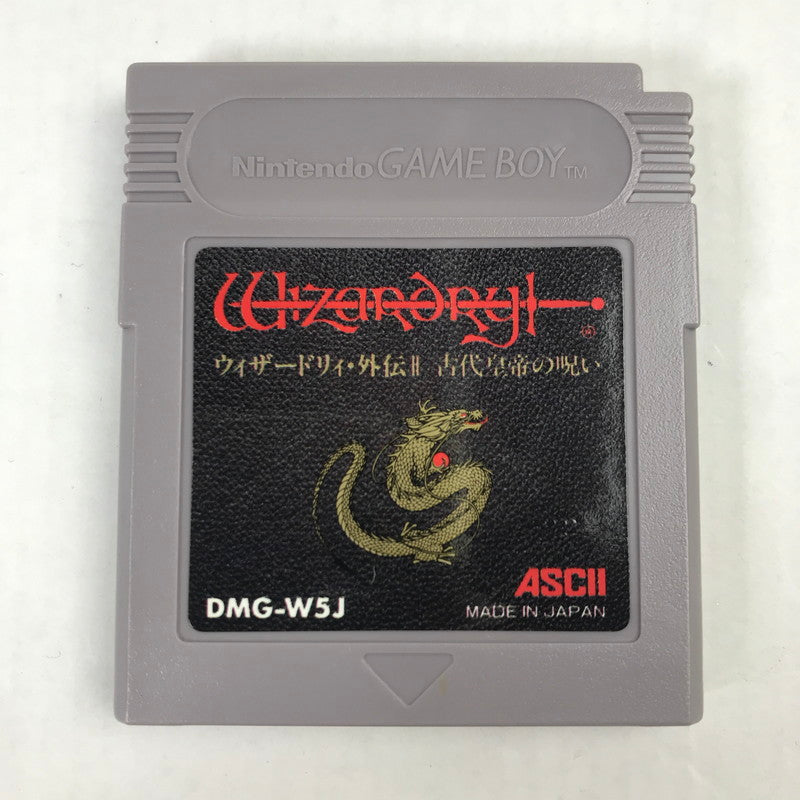 Nintendo GAME BOY TM
Wizardry ®
ウィザードリィ・外伝II 古代皇帝の呪い
ASCII
DMG-W5J
MADE IN JAPAN